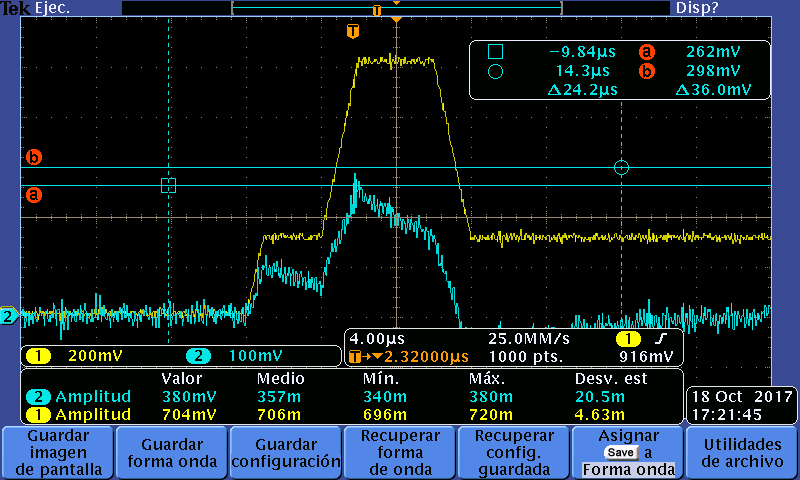 Tek Ejec. T Disp?
T
−9.84µs a 262mV
14.3µs b 298mV
Δ24.2µs Δ36.0mV
b
a
2
1 200mV 2 100mV
4.00µs 25.0MM/s 1
T→▼2.32000µs 1000 pts. 916mV
Valor Medio Mín. Máx. Desv. est
2 Amplitud 380mV 357m 340m 380m 20.5m
1 Amplitud 704mV 706m 696m 720m 4.63m
18 Oct 2017
17:21:45
Guardar
imagen
de pantalla
Guardar
forma onda
Guardar
configuración
Recuperar
forma
de onda
Recuperar
config.
guardada
Asignar
Save a
Forma onda
Utilidades
de archivo